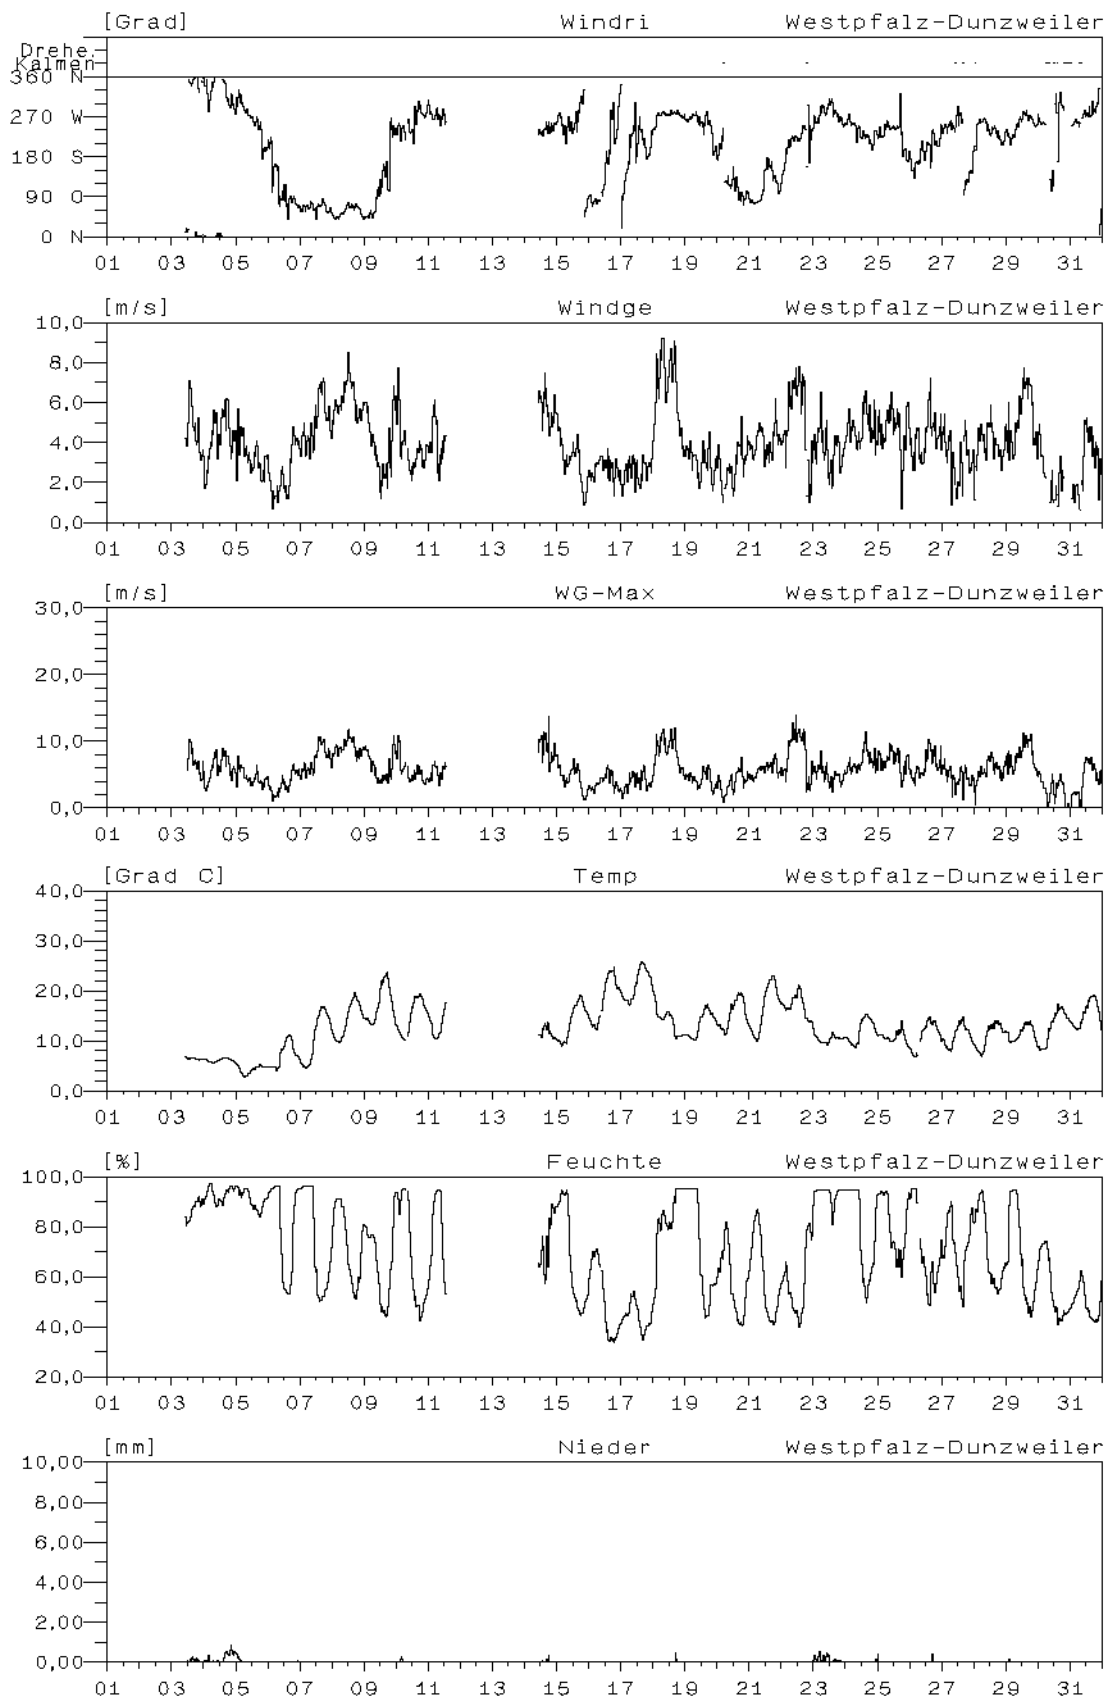 [Grad] Windri Westpfalz-Dunzweiler
Drehe.
Kalmen
360 N
270 W
180 S
90 O
0 N
01 03 05 07 09 11 13 15 17 19 21 23 25 27 29 31
[m/s] Windge Westpfalz-Dunzweiler
10,0
8,0
6,0
4,0
2,0
0,0
01 03 05 07 09 11 13 15 17 19 21 23 25 27 29 31
[m/s] WG-Max Westpfalz-Dunzweiler
30,0
20,0
10,0
0,0
01 03 05 07 09 11 13 15 17 19 21 23 25 27 29 31
[Grad C] Temp Westpfalz-Dunzweiler
40,0
30,0
20,0
10,0
0,0
01 03 05 07 09 11 13 15 17 19 21 23 25 27 29 31
[%] Feuchte Westpfalz-Dunzweiler
100,0
80,0
60,0
40,0
20,0
01 03 05 07 09 11 13 15 17 19 21 23 25 27 29 31
[mm] Nieder Westpfalz-Dunzweiler
10,00
8,00
6,00
4,00
2,00
0,00
01 03 05 07 09 11 13 15 17 19 21 23 25 27 29 31